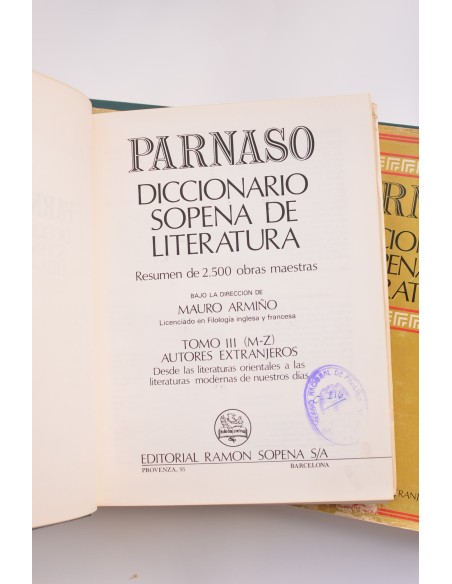 PARNASO
DICCIONARIO
SOPENA DE
LITERATURA
Resumen de 2.500 obras maestras
BAJO LA DIRECCIÓN DE
MAURO ARMIÑO
Licenciado en Filología inglesa y francesa
TOMO III (M-Z)
AUTORES EXTRANJEROS
Desde las literaturas orientales a las
literaturas modernas de nuestros días
EDITORIAL RAMON SOPENA S/A
PROVENZA, 95 BARCELONA